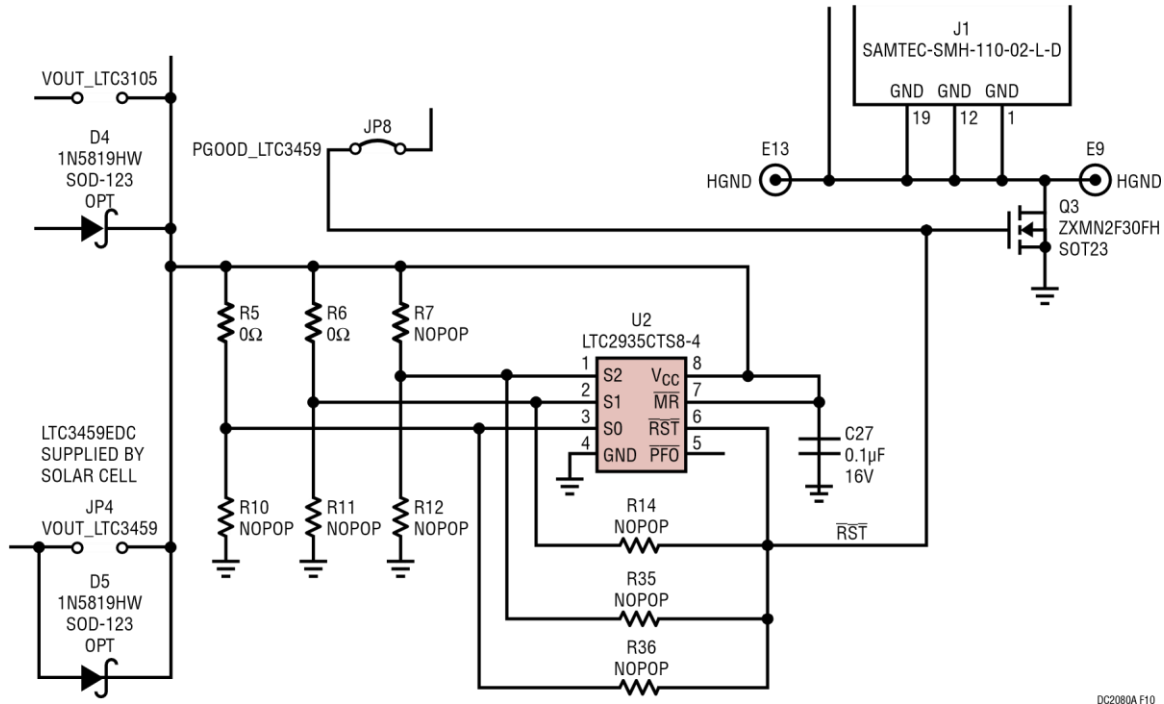 J1
SAMTEC-SMH-110-02-L-D
GND GND GND
19 12 1
VOUT_LTC3105
D4
1N5819HW
SOD-123
OPT
JP8
PGOOD_LTC3459
E13
HGND
E9
HGND
Q3
ZXMN2F30FH
SOT23
R5
0Ω
R6
0Ω
R7
NOPOP
U2
LTC2935CTS8-4
1 S2 VCC 8
2 S1 M̅R̅ 7
3 S0 R̅S̅T̅ 6
4 GND P̅F̅O̅ 5
C27
0.1µF
16V
LTC3459EDC
SUPPLIED BY
SOLAR CELL
JP4
VOUT_LTC3459
D5
1N5819HW
SOD-123
OPT
R10
NOPOP
R11
NOPOP
R12
NOPOP
R14
NOPOP
R̅S̅T̅
R35
NOPOP
R36
NOPOP
DC2080A F10